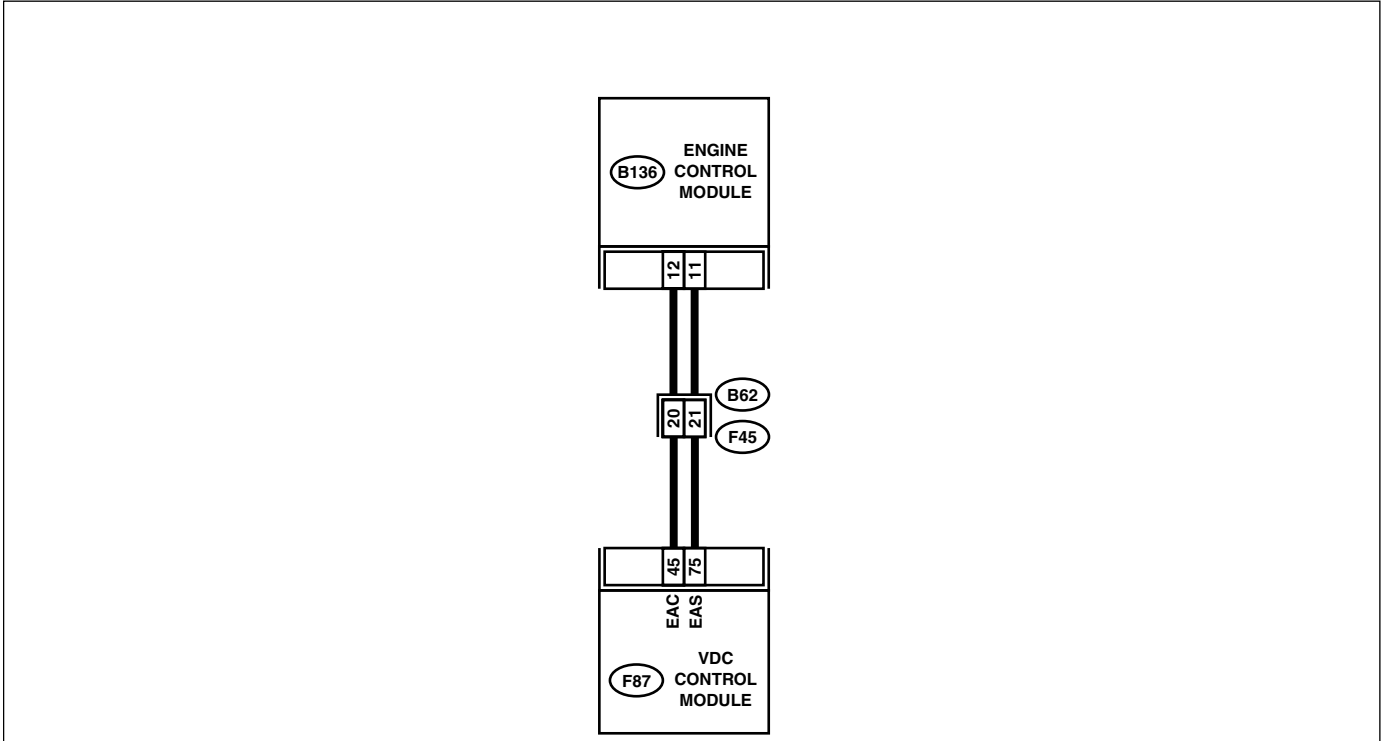 B136
ENGINE
CONTROL
MODULE
12 11
B62
20 21
F45
45 75
EAC EAS
F87
VDC
CONTROL
MODULE